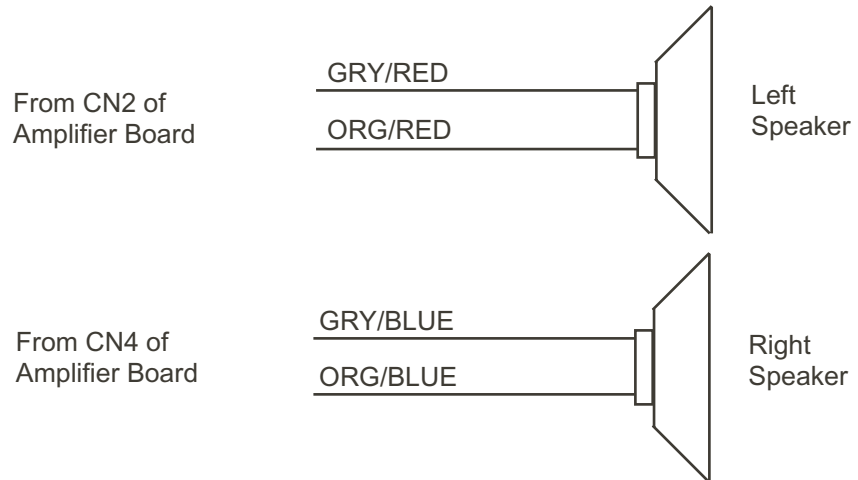 From CN2 of
Amplifier Board
GRY/RED
ORG/RED
Left
Speaker
From CN4 of
Amplifier Board
GRY/BLUE
ORG/BLUE
Right
Speaker